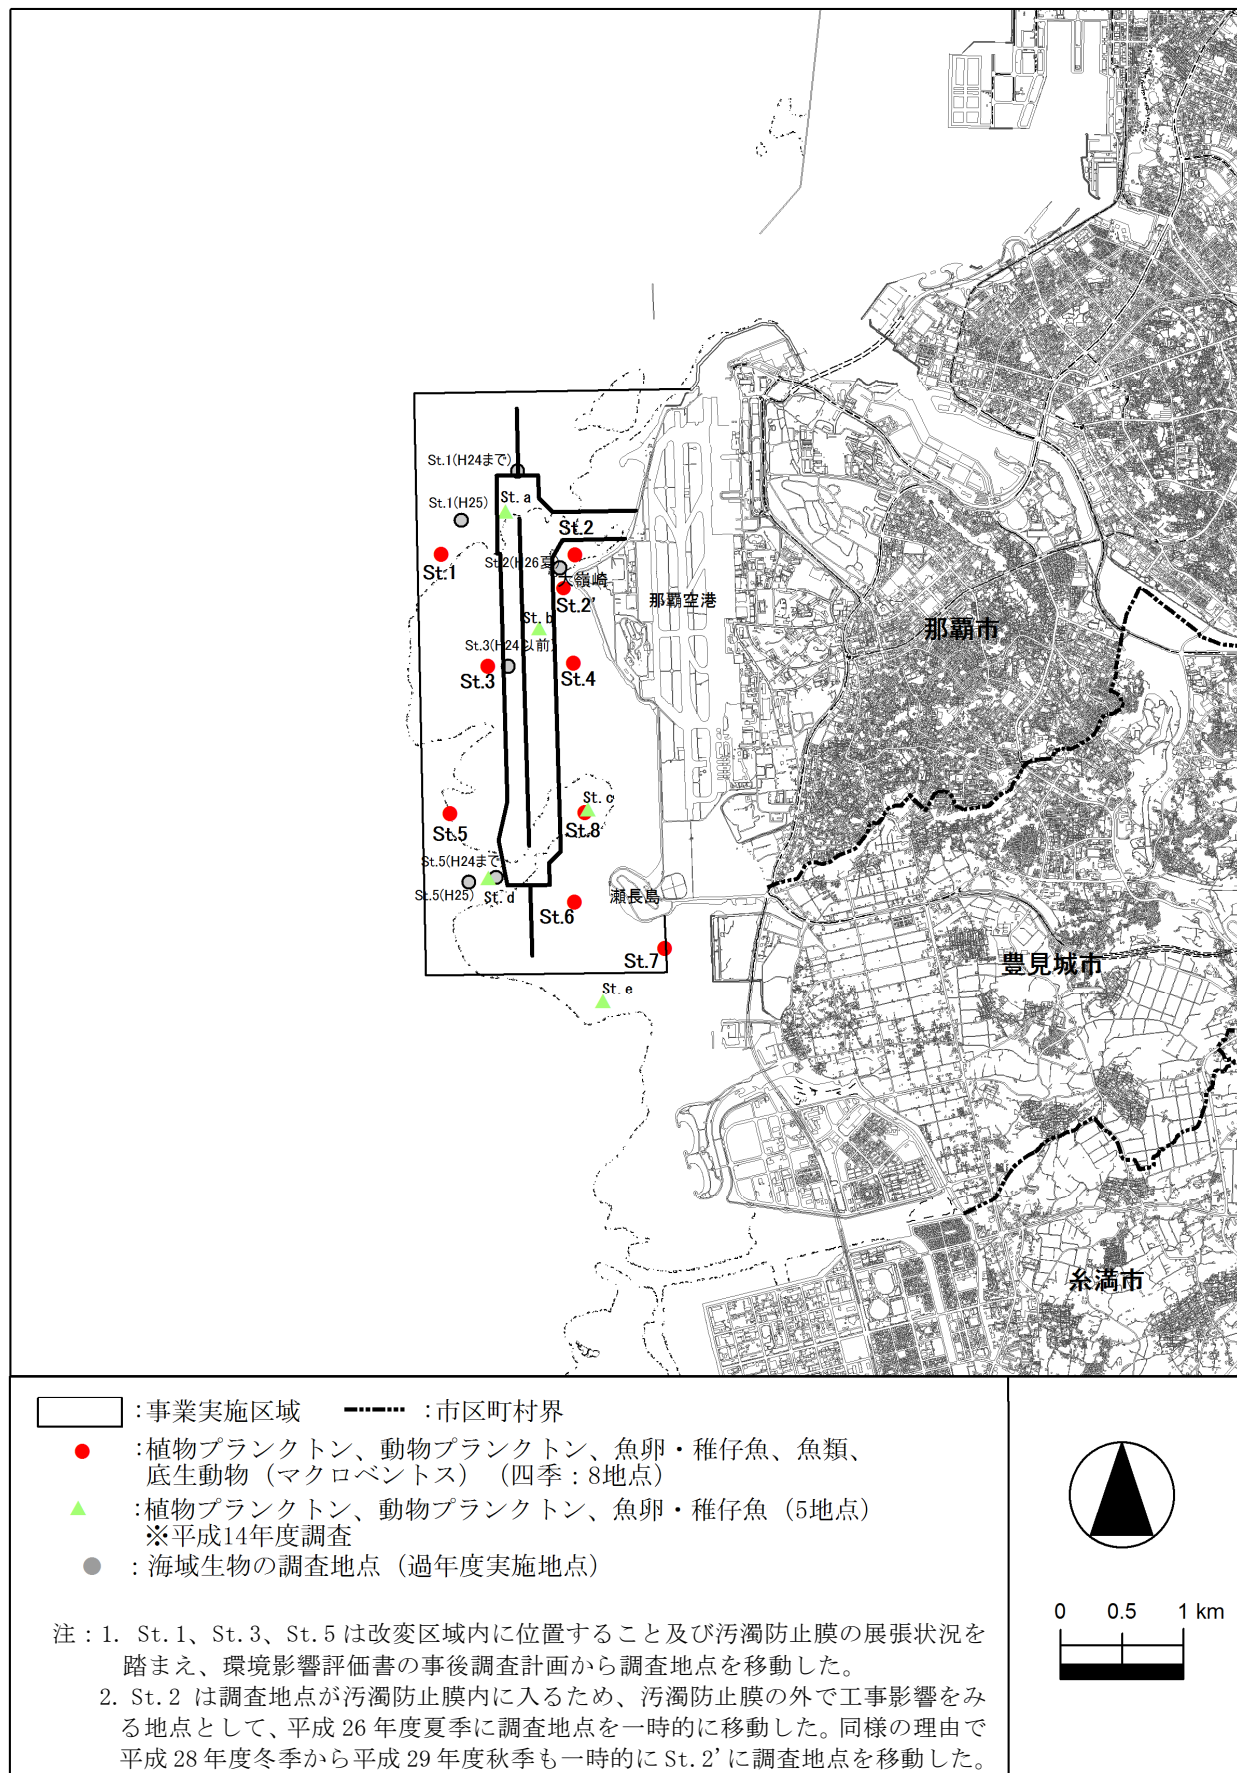 St.1(H24まで)
St.1(H25)
St.a
St.2
St.1
St.2(H26夏)
大嶺崎
St.2'
那覇空港
那覇市
St.b
St.3(H24以前)
St.3
St.4
St.c
St.5
St.8
St.5(H24まで)
St.5(H25)
St.d
瀬長島
St.6
St.7
豊見城市
St.e
糸満市
:事業実施区域 :市区町村界
:植物プランクトン、動物プランクトン、魚卵・稚仔魚、魚類、
底生動物（マクロベントス）（四季：8地点）
:植物プランクトン、動物プランクトン、魚卵・稚仔魚（5地点）
※平成14年度調査
:海域生物の調査地点（過年度実施地点）
0 0.5 1 km
注：1. St.1、St.3、St.5 は改変区域内に位置すること及び汚濁防止膜の展張状況を
踏まえ、環境影響評価書の事後調査計画から調査地点を移動した。
2. St.2 は調査地点が汚濁防止膜内に入るため、汚濁防止膜の外で工事影響をみ
る地点として、平成 26 年度夏季に調査地点を一時的に移動した。同様の理由で
平成 28 年度冬季から平成 29 年度秋季も一時的に St.2’に調査地点を移動した。